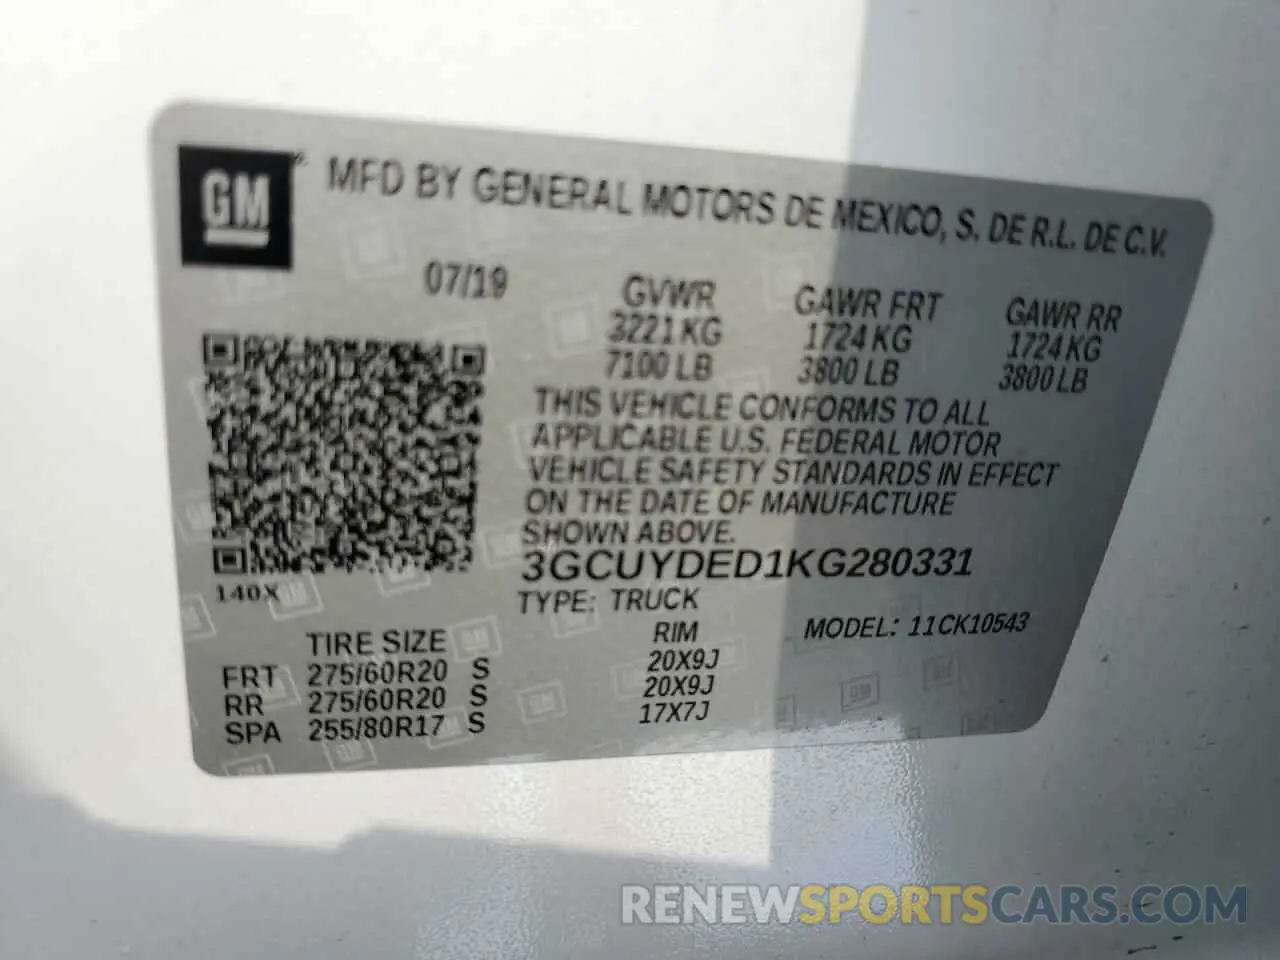 GM MFD BY GENERAL MOTORS DE MEXICO, S. DE R.L. DE C.V.
07/19 GVWR GAWR FRT GAWR RR
3221 KG 1724 KG 1724 KG
7100 LB 3800 LB 3800 LB
THIS VEHICLE CONFORMS TO ALL
APPLICABLE U.S. FEDERAL MOTOR
VEHICLE SAFETY STANDARDS IN EFFECT
ON THE DATE OF MANUFACTURE
SHOWN ABOVE.
3GCUYDED1KG280331
140X
TYPE: TRUCK
MODEL: 11CK10543
TIRE SIZE RIM
FRT 275/60R20 S 20X9J
RR 275/60R20 S 20X9J
SPA 255/80R17 S 17X7J
RENEWSPORTSCARS.COM